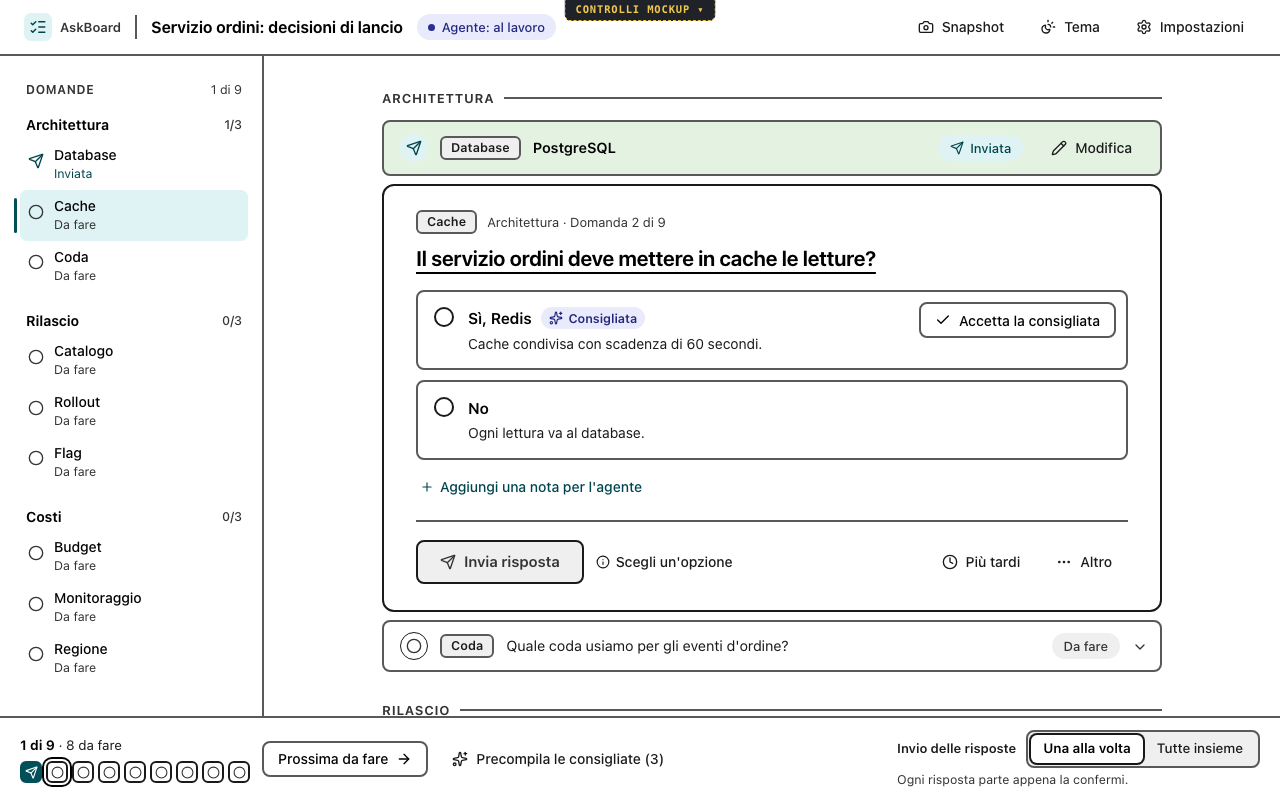 CONTROLLI MOCKUP ▾
AskBoard
Servizio ordini: decisioni di lancio
Agente: al lavoro
Snapshot
Tema
Impostazioni
DOMANDE
1 di 9
Architettura
1/3
Database
Inviata
Cache
Da fare
Coda
Da fare
Rilascio
0/3
Catalogo
Da fare
Rollout
Da fare
Flag
Da fare
Costi
0/3
Budget
Da fare
Monitoraggio
Da fare
Regione
Da fare
ARCHITETTURA
Database
PostgreSQL
Inviata
Modifica
Cache
Architettura · Domanda 2 di 9
Il servizio ordini deve mettere in cache le letture?
Sì, Redis
Consigliata
Accetta la consigliata
Cache condivisa con scadenza di 60 secondi.
No
Ogni lettura va al database.
+ Aggiungi una nota per l'agente
Invia risposta
Scegli un'opzione
Più tardi
Altro
Coda
Quale coda usiamo per gli eventi d'ordine?
Da fare
RILASCIO
1 di 9 · 8 da fare
Prossima da fare →
Precompila le consigliate (3)
Invio delle risposte
Una alla volta
Tutte insieme
Ogni risposta parte appena la confermi.